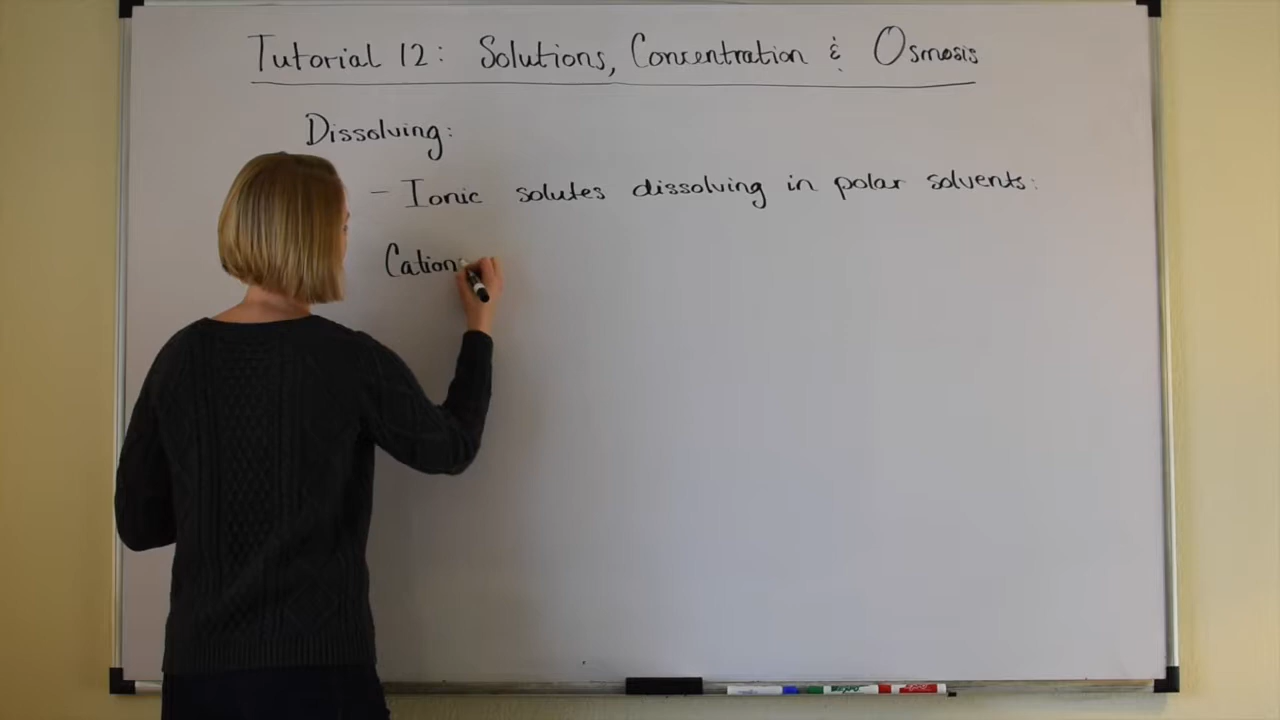 Tutorial 12: Solutions, Concentration & Osmosis
Dissolving:
- Ionic solutes dissolving in polar solvents:
Cation